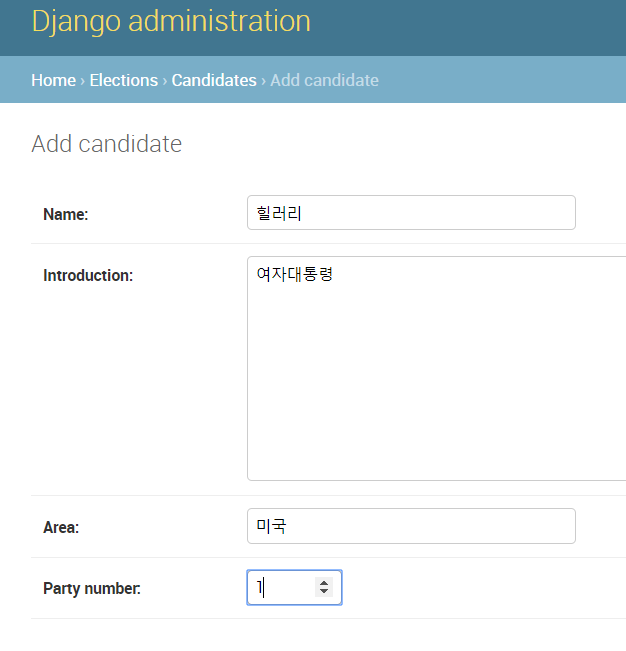 Django administration
Home › Elections › Candidates › Add candidate
Add candidate
Name: 힐러리
Introduction: 여자대통령
Area: 미국
Party number: 1